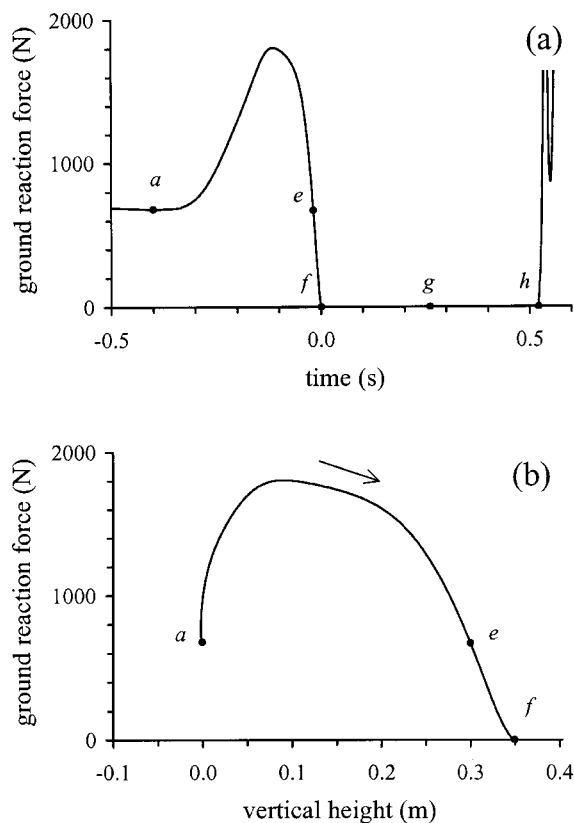 (a)
2000
1000
0
ground reaction force (N)
a
e
f
g
h
-0.5
0.0
0.5
time (s)
(b)
2000
1000
0
ground reaction force (N)
a
e
f
-0.1
0.0
0.1
0.2
0.3
0.4
vertical height (m)